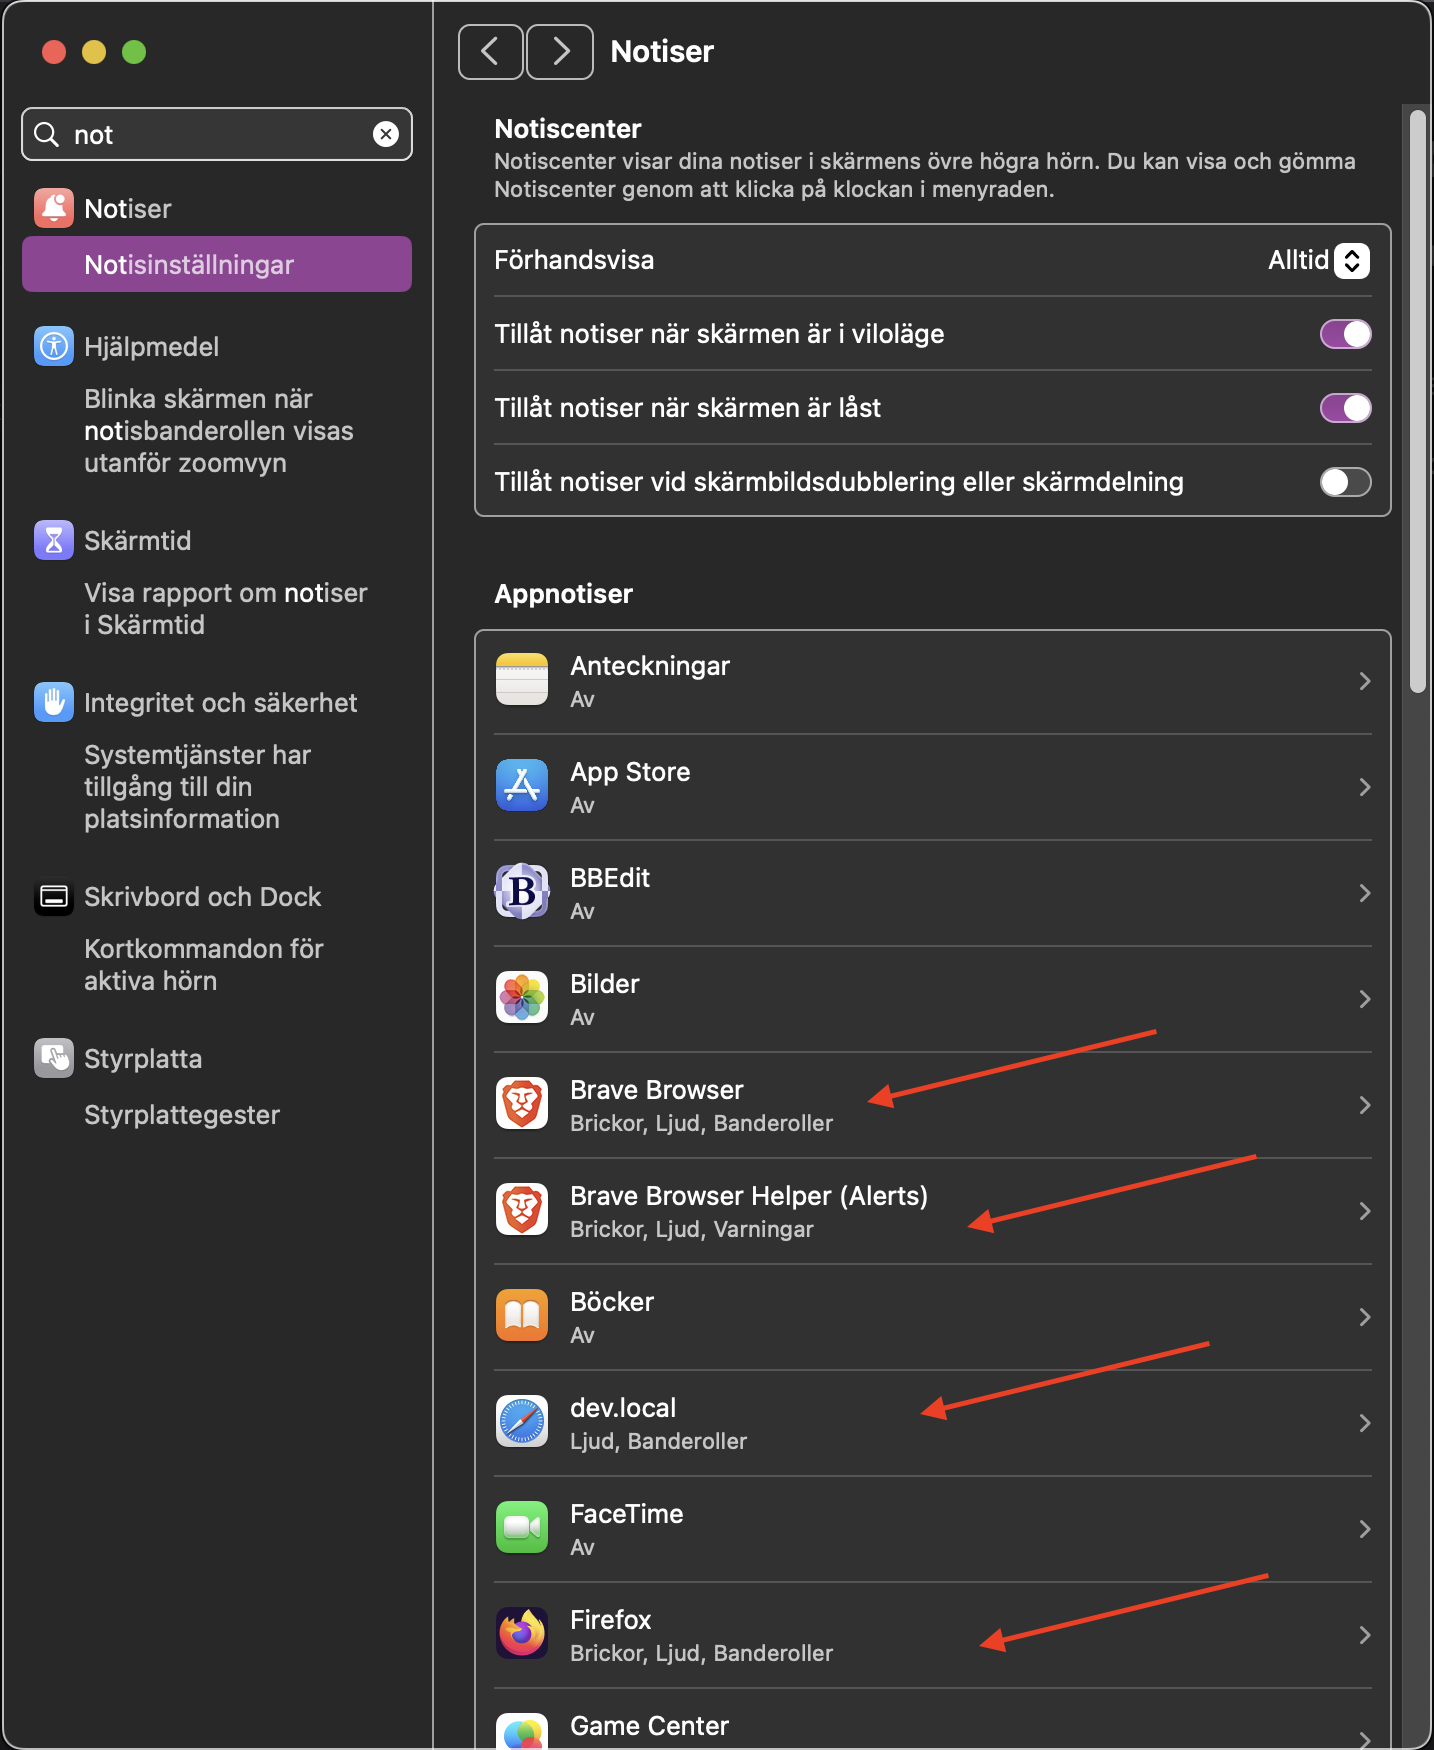 not
Notiser
Notisinställningar
Hjälpmedel
Blinka skärmen när
notisbanderollen visas
utanför zoomvyn
Skärmtid
Visa rapport om notiser
i Skärmtid
Integritet och säkerhet
Systemtjänster har
tillgång till din
platsinformation
Skrivbord och Dock
Kortkommandon för
aktiva hörn
Styrplatta
Styrplattegester
Notiser
Notiscenter
Notiscenter visar dina notiser i skärmens övre högra hörn. Du kan visa och gömma
Notiscenter genom att klicka på klockan i menyraden.
Förhandsvisa Alltid
Tillåt notiser när skärmen är i viloläge
Tillåt notiser när skärmen är låst
Tillåt notiser vid skärmbildsdubblering eller skärmdelning
Appnotiser
Anteckningar
Av
App Store
Av
B
BBEdit
Av
Bilder
Av
Brave Browser
Brickor, Ljud, Banderoller
Brave Browser Helper (Alerts)
Brickor, Ljud, Varningar
Böcker
Av
dev.local
Ljud, Banderoller
FaceTime
Av
Firefox
Brickor, Ljud, Banderoller
Game Center